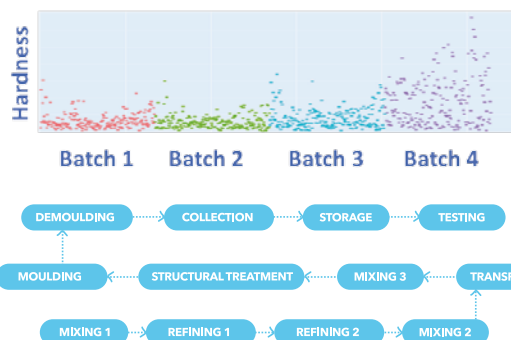 Hardness
Batch 1 Batch 2 Batch 3 Batch 4
DEMOULDING COLLECTION STORAGE TESTING
MOULDING STRUCTURAL TREATMENT MIXING 3
MIXING 1 REFINING 1 REFINING 2 MIXING 2